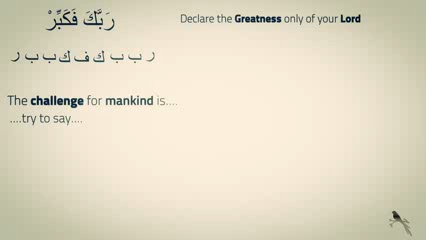 رَبَّكَ فَكَبِّرْ
Declare the Greatness only of your Lord
ر ب ب ك ف ك ب ب ر
The challenge for mankind is....
....try to say....